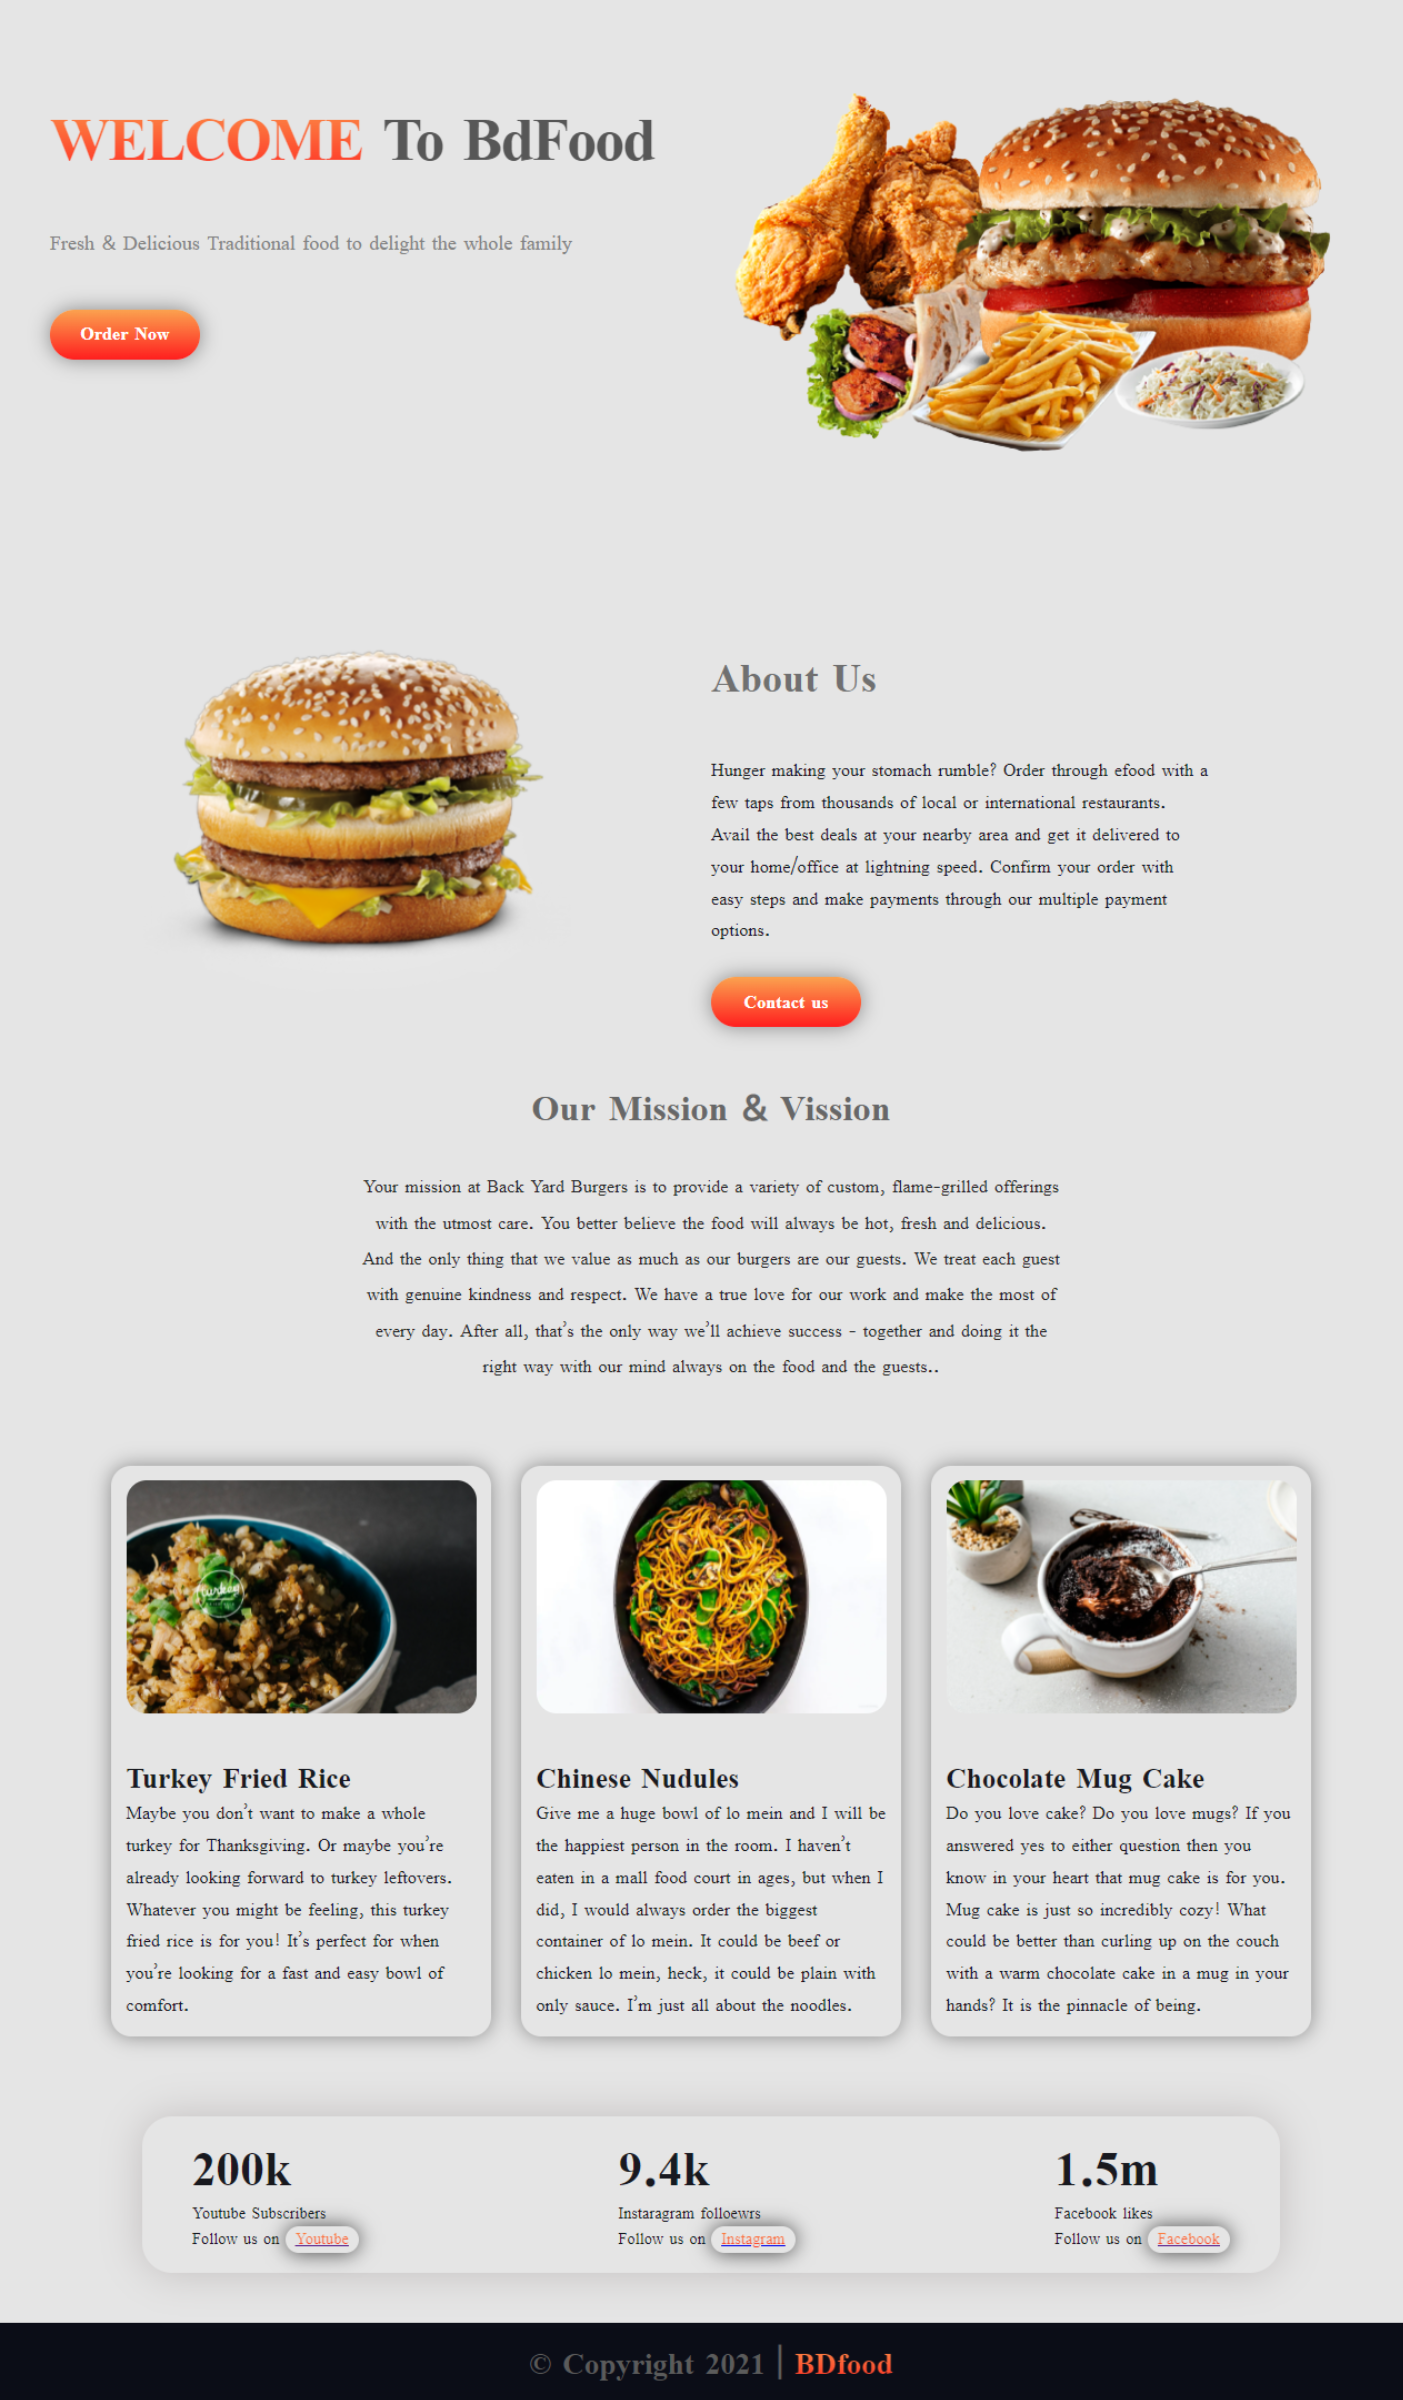 WELCOME To BdFood
Fresh & Delicious Traditional food to delight the whole family
Order Now
About Us
Hunger making your stomach rumble? Order through efood with a
few taps from thousands of local or international restaurants.
Avail the best deals at your nearby area and get it delivered to
your home/office at lightning speed. Confirm your order with
easy steps and make payments through our multiple payment
options.
Contact us
Our Mission & Vission
Your mission at Back Yard Burgers is to provide a variety of custom, flame-grilled offerings
with the utmost care. You better believe the food will always be hot, fresh and delicious.
And the only thing that we value as much as our burgers are our guests. We treat each guest
with genuine kindness and respect. We have a true love for our work and make the most of
every day. After all, that's the only way we'll achieve success - together and doing it the
right way with our mind always on the food and the guests..
turkey
Turkey Fried Rice
Maybe you don't want to make a whole
turkey for Thanksgiving. Or maybe you're
already looking forward to turkey leftovers.
Whatever you might be feeling, this turkey
fried rice is for you! It's perfect for when
you're looking for a fast and easy bowl of
comfort.
Chinese Nudules
Give me a huge bowl of lo mein and I will be
the happiest person in the room. I haven't
eaten in a mall food court in ages, but when I
did, I would always order the biggest
container of lo mein. It could be beef or
chicken lo mein, heck, it could be plain with
only sauce. I'm just all about the noodles.
Chocolate Mug Cake
Do you love cake? Do you love mugs? If you
answered yes to either question then you
know in your heart that mug cake is for you.
Mug cake is just so incredibly cozy! What
could be better than curling up on the couch
with a warm chocolate cake in a mug in your
hands? It is the pinnacle of being.
200k
Youtube Subscribers
Follow us on Youtube
9.4k
Instaragram folloewrs
Follow us on Instagram
1.5m
Facebook likes
Follow us on Facebook
© Copyright 2021 | BDfood